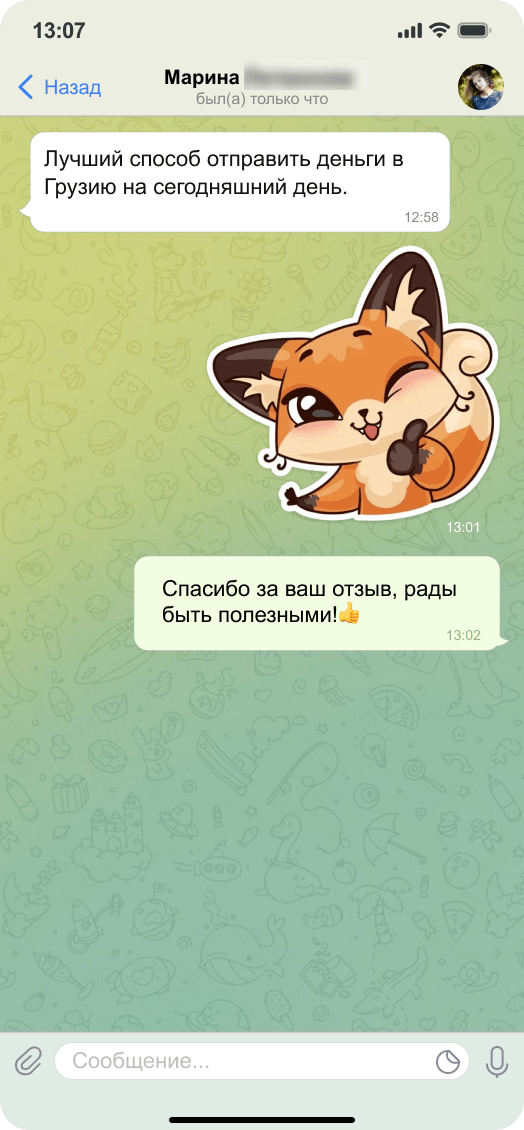 13:07
Назад
Марина
был(а) только что
Лучший способ отправить деньги в
Грузию на сегодняшний день.
12:58
13:01
Спасибо за ваш отзыв, рады
быть полезными!👍
13:02
Сообщение...